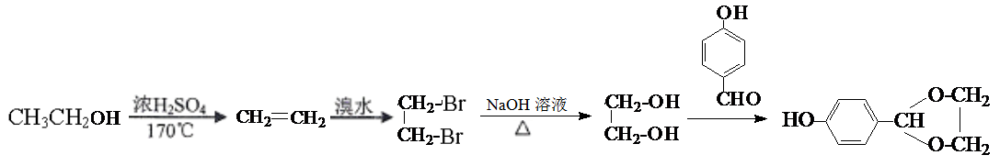 CH₃CH₂OH 浓H₂SO₄ 170℃ CH₂=CH₂ 溴水 CH₂-Br CH₂-Br NaOH 溶液 △ CH₂-OH CH₂-OH OH CHO HO CH O-CH₂ O-CH₂